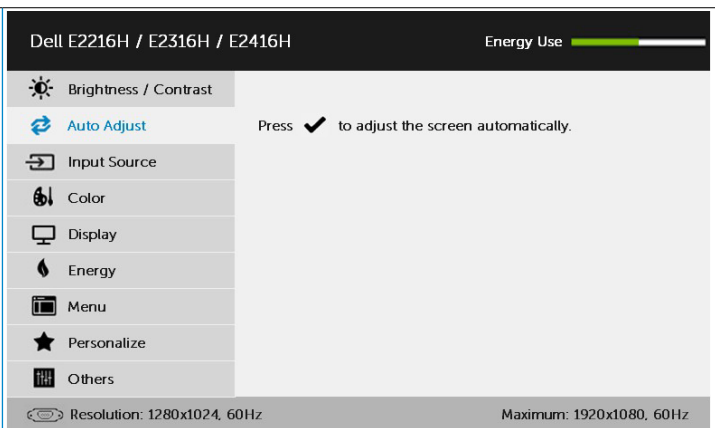 Dell E2216H / E2316H / E2416H Energy Use
Brightness / Contrast
Auto Adjust Press ✔ to adjust the screen automatically.
Input Source
Color
Display
Energy
Menu
Personalize
Others
Resolution: 1280x1024, 60Hz Maximum: 1920x1080, 60Hz